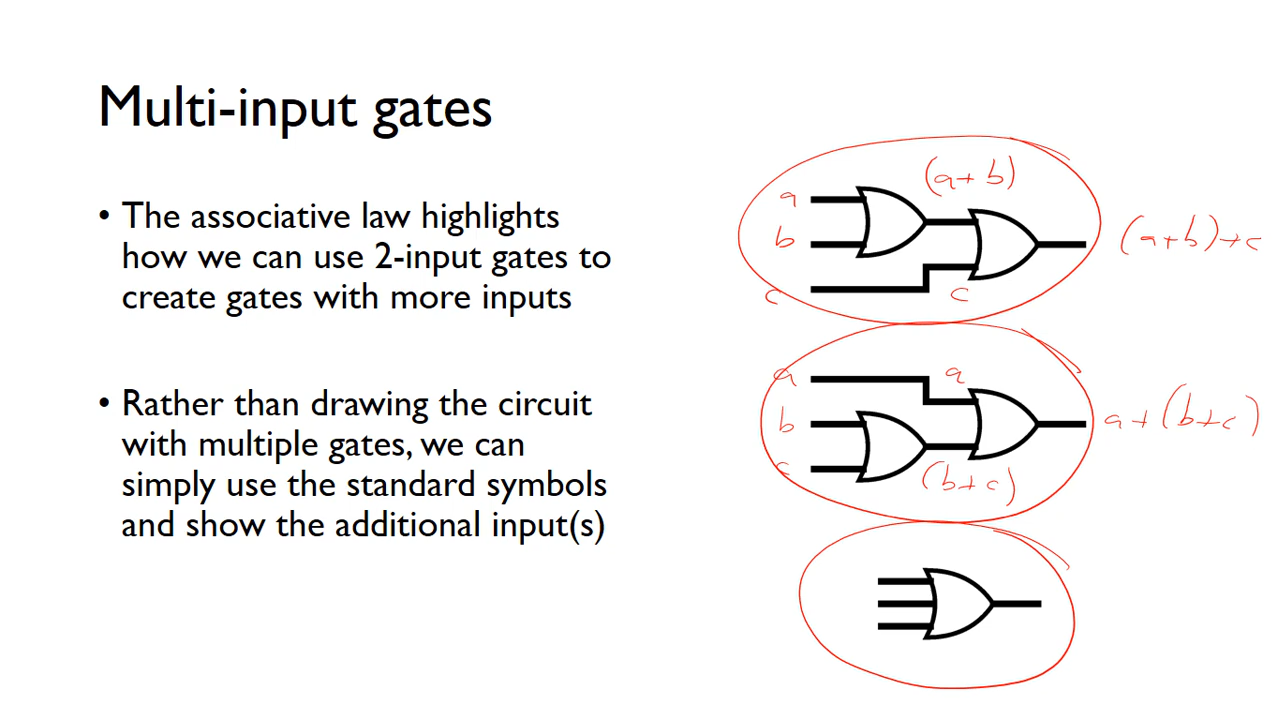 Multi-input gates
• The associative law highlights
how we can use 2-input gates to
create gates with more inputs
• Rather than drawing the circuit
with multiple gates, we can
simply use the standard symbols
and show the additional input(s)
(a+b)
a
b
(a+b)+c
c
c
a
a
b
a+(b+c)
c
(b+c)